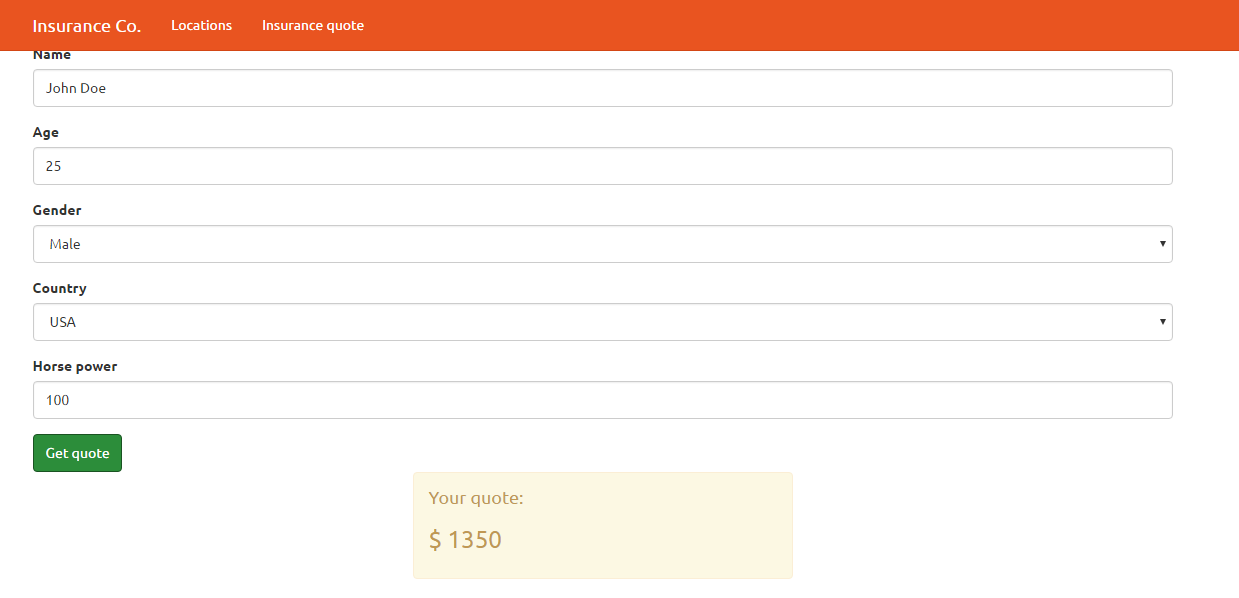 Insurance Co. Locations Insurance quote
Name
John Doe
Age
25
Gender
Male
Country
USA
Horse power
100
Get quote
Your quote:
$ 1350